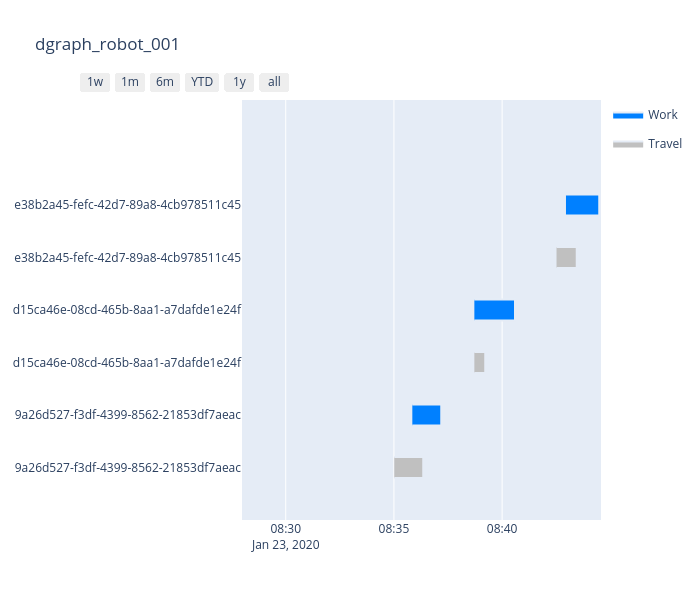 dgraph_robot_001
1w 1m 6m YTD 1y all
Work
Travel
e38b2a45-fefc-42d7-89a8-4cb978511c45
e38b2a45-fefc-42d7-89a8-4cb978511c45
d15ca46e-08cd-465b-8aa1-a7dafde1e24f
d15ca46e-08cd-465b-8aa1-a7dafde1e24f
9a26d527-f3df-4399-8562-21853df7aeac
9a26d527-f3df-4399-8562-21853df7aeac
08:30 08:35 08:40
Jan 23, 2020